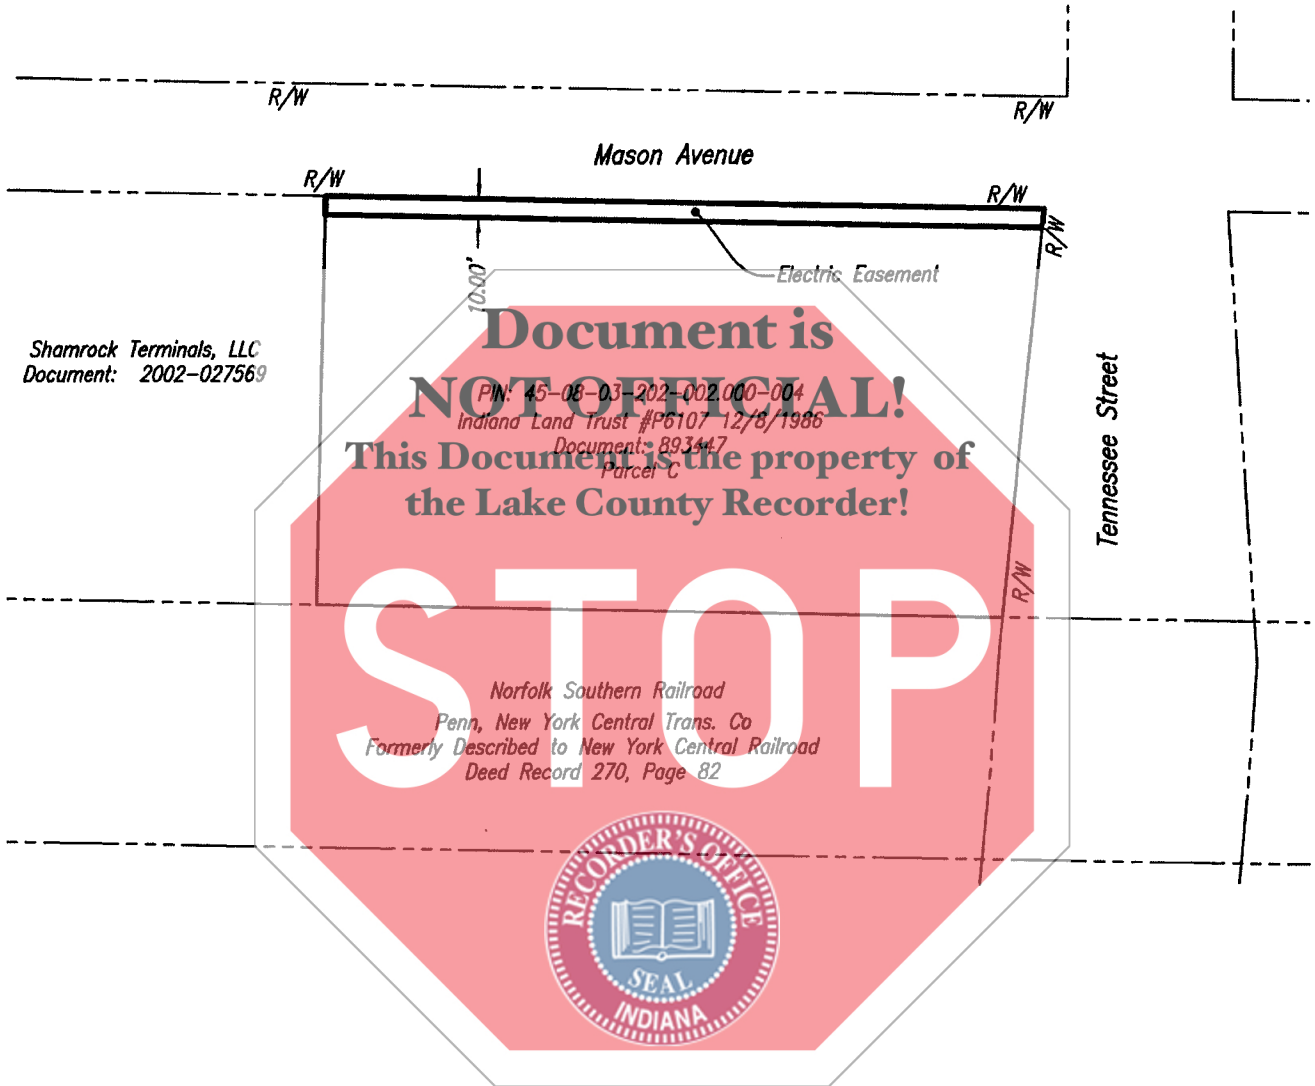 R/W
R/W
Mason Avenue
R/W
R/W
R/W
10.00'
Electric Easement
Shamrock Terminals, LLC
Document: 2002-027569
Document is
NOT OFFICIAL!
This Document is the property of
the Lake County Recorder!
PIN: 45-08-03-202-002.000-004
Indiana Land Trust #P6107 12/8/1986
Document: 893447
Parcel C
Tennessee Street
R/W
STOP
Norfolk Southern Railroad
Penn, New York Central Trans. Co
Formerly Described to New York Central Railroad
Deed Record 270, Page 82
RECORDER'S OFFICE
SEAL
INDIANA